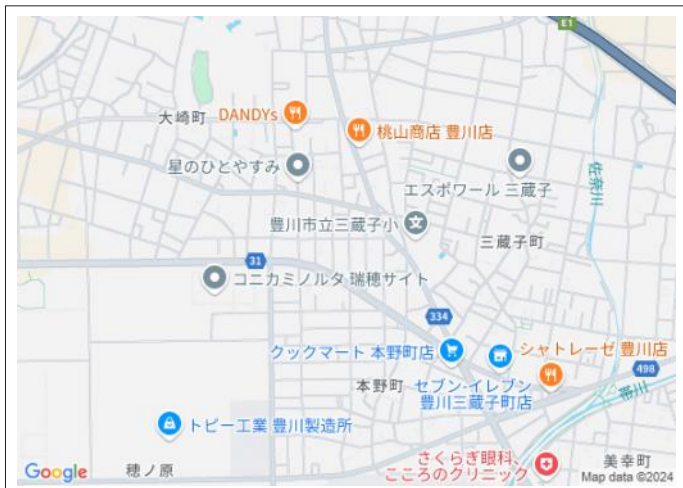 E1
大崎町
DANDYs
桃山商店 豊川店
星のひとやすみ
エスポワール 三蔵子
佐奈川
豊川市立三蔵子小
三蔵子町
31
コニカミノルタ 瑞穂サイト
334
クックマート 本野町店
シャトレーゼ 豊川店
498
本野町
セブン-イレブン
豊川三蔵子町店
帯川
トピー工業 豊川製造所
さくらぎ眼科、
こころのクリニック
美幸町
穂ノ原
Google
Map data ©2024